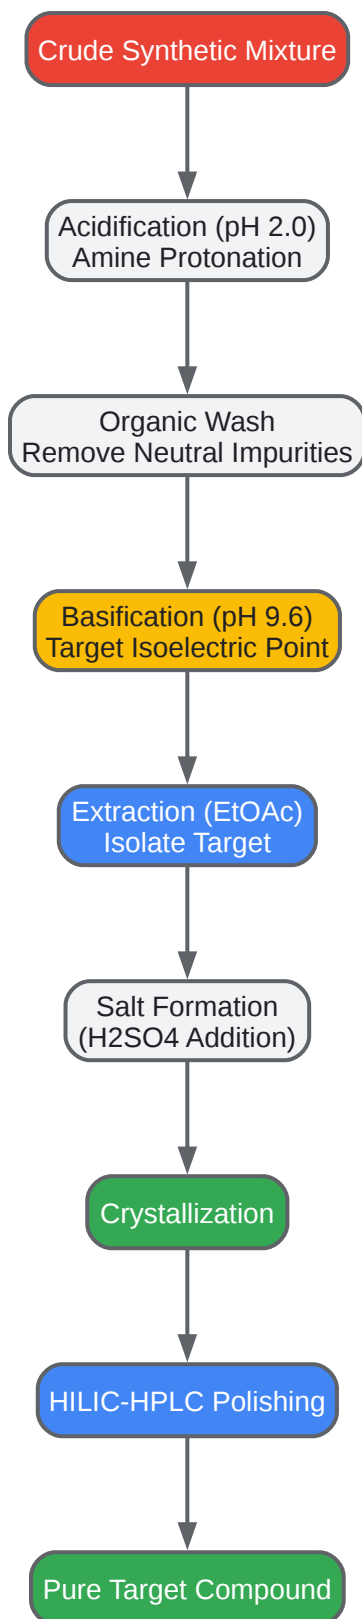 Crude Synthetic Mixture
Acidification (pH 2.0)
Amine Protonation
Organic Wash
Remove Neutral Impurities
Basification (pH 9.6)
Target Isoelectric Point
Extraction (EtOAc)
Isolate Target
Salt Formation
(H2SO4 Addition)
Crystallization
HILIC-HPLC Polishing
Pure Target Compound